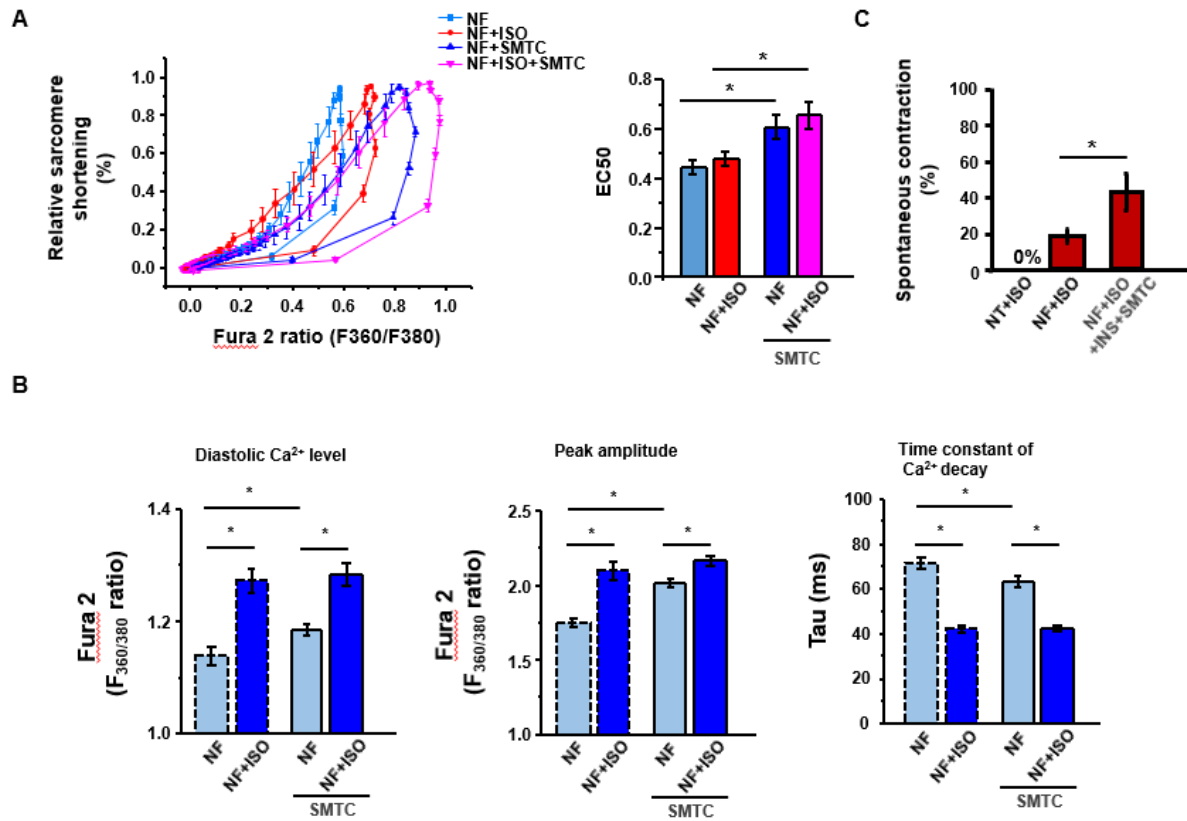 A
NF
NF+ISO
NF+SMTC
NF+ISO+SMTC
Relative sarcomere
shortening
(%)
1.0
0.8
0.6
0.4
0.2
0.0
0.0 0.2 0.4 0.6 0.8 1.0
Fura 2 ratio (F360/F380)
EC50
0.8
0.6
0.4
0.2
0.0
*
*
NF
NF+ISO
NF
NF+ISO
SMTC
C
Spontaneous contraction
(%)
100
80
60
40
20
0
*
0%
NT+ISO
NF+ISO
NF+ISO
+INS+SMTC
B
Diastolic Ca²⁺ level
Fura 2
(F360/380 ratio)
1.4
1.2
1.0
*
*
*
NF
NF+ISO
NF
NF+ISO
SMTC
Peak amplitude
Fura 2
(F360/380 ratio)
2.5
2.0
1.5
1.0
*
*
*
NF
NF+ISO
NF
NF+ISO
SMTC
Time constant of
Ca²⁺ decay
Tau (ms)
100
80
60
40
20
0
*
*
*
NF
NF+ISO
NF
NF+ISO
SMTC